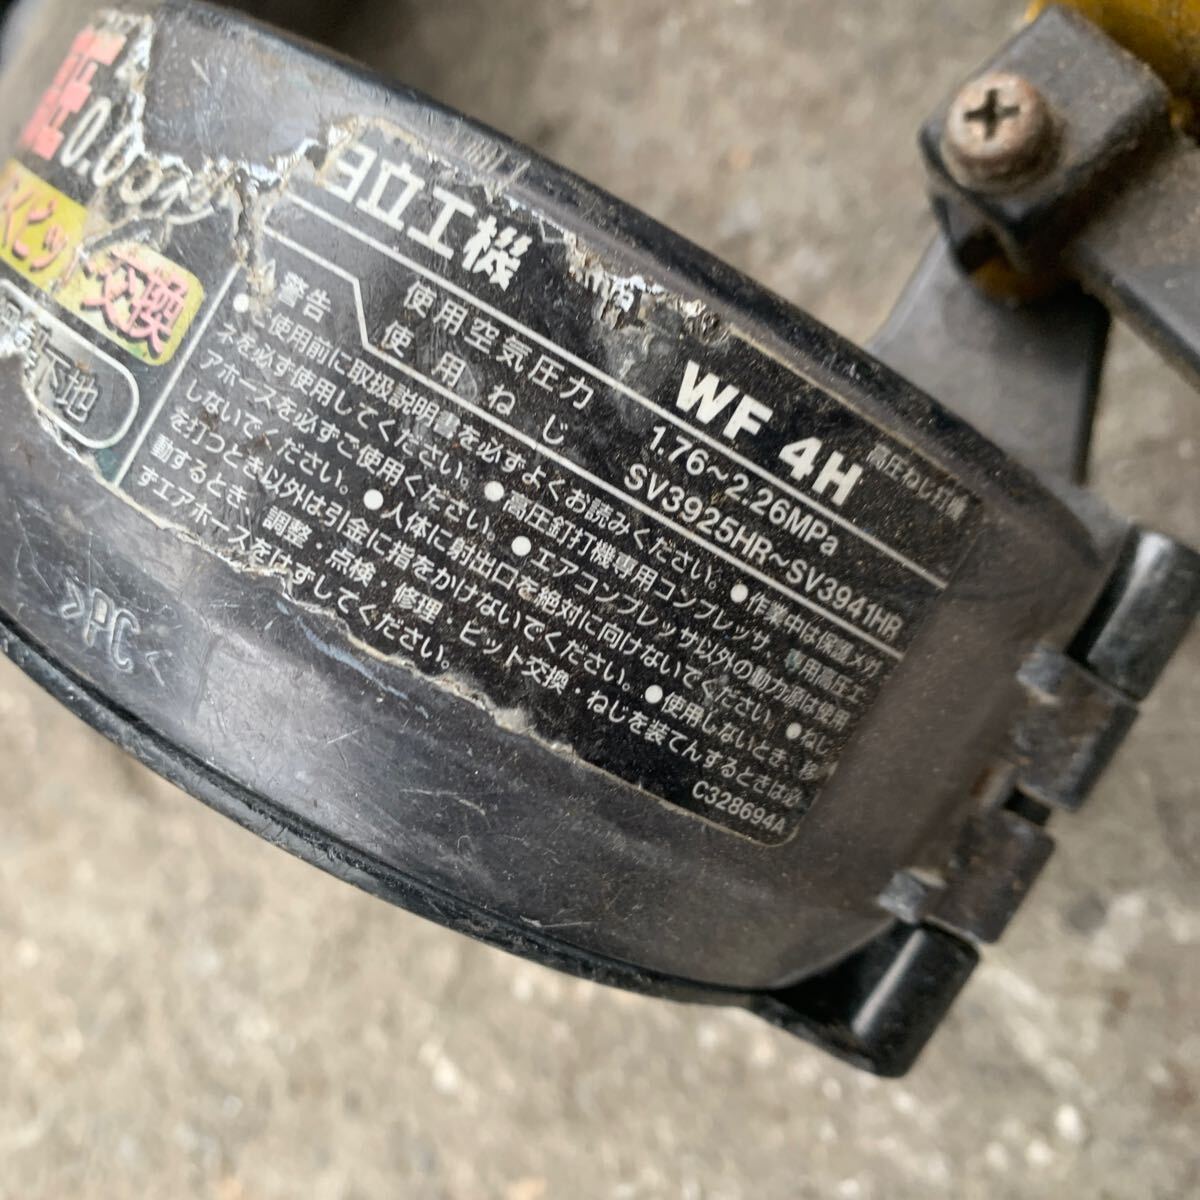 日立工機
WF 4H
高圧ねじ打機
使用空気圧力 1.76～2.26MPa
使用ねじ SV3925HR～SV3941HR
警告
●ご使用前に取扱説明書を必ずよくお読みください。●作業中は保護メガ
ネを必ず使用してください。●高圧釘打機専用コンプレッサ、専用高圧エ
アホースを必ずご使用ください。●エアコンプレッサ以外の動力源は使用
しないでください。●人体に射出口を絶対に向けないでください ●ねじ
を打つとき以外は引金に指をかけないでください。●使用しないとき、移
動するとき、調整・点検・修理・ビット交換・ねじを装てんするときは必
ずエアホースをはずしてください。
C328694A
圧0.0
ビット交換
下地
>PC<